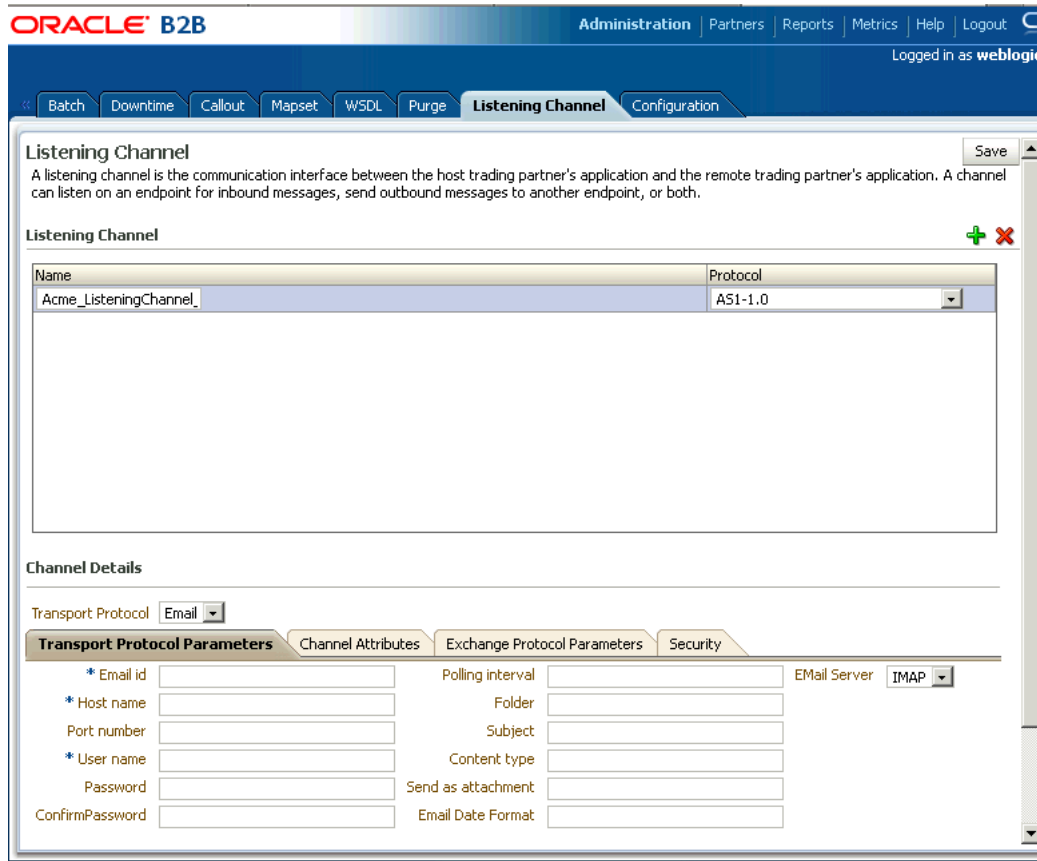 ORACLE B2B
Administration | Partners | Reports | Metrics | Help | Logout
Logged in as weblogic
« Batch Downtime Callout Mapset WSDL Purge Listening Channel Configuration
Listening Channel Save
A listening channel is the communication interface between the host trading partner's application and the remote trading partner's application. A channel
can listen on an endpoint for inbound messages, send outbound messages to another endpoint, or both.
Listening Channel
Name Protocol
Acme_ListeningChannel_ AS1-1.0
Channel Details
Transport Protocol Email
Transport Protocol Parameters Channel Attributes Exchange Protocol Parameters Security
* Email id Polling interval EMail Server IMAP
* Host name Folder
Port number Subject
* User name Content type
Password Send as attachment
ConfirmPassword Email Date Format